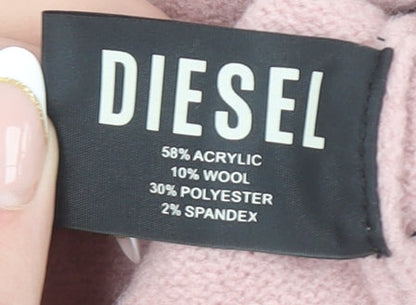 DIESEL
58% ACRYLIC
10% WOOL
30% POLYESTER
2% SPANDEX